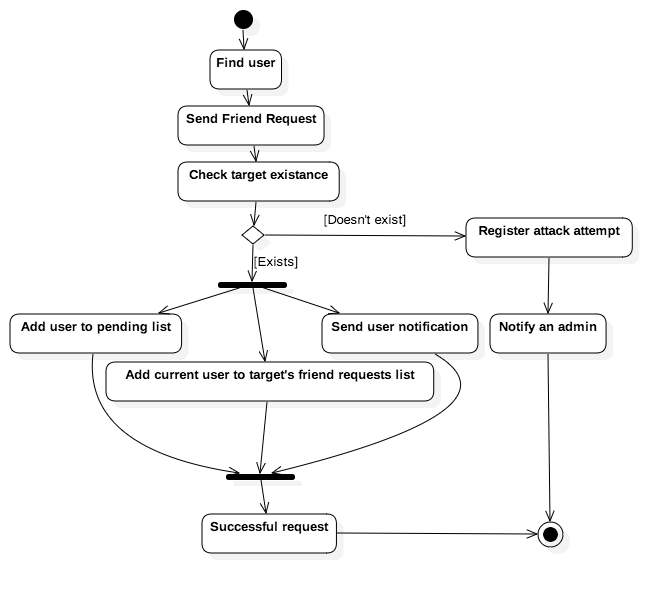 Find user
Send Friend Request
Check target existance
[Doesn't exist]
Register attack attempt
[Exists]
Add user to pending list
Send user notification
Notify an admin
Add current user to target's friend requests list
Successful request